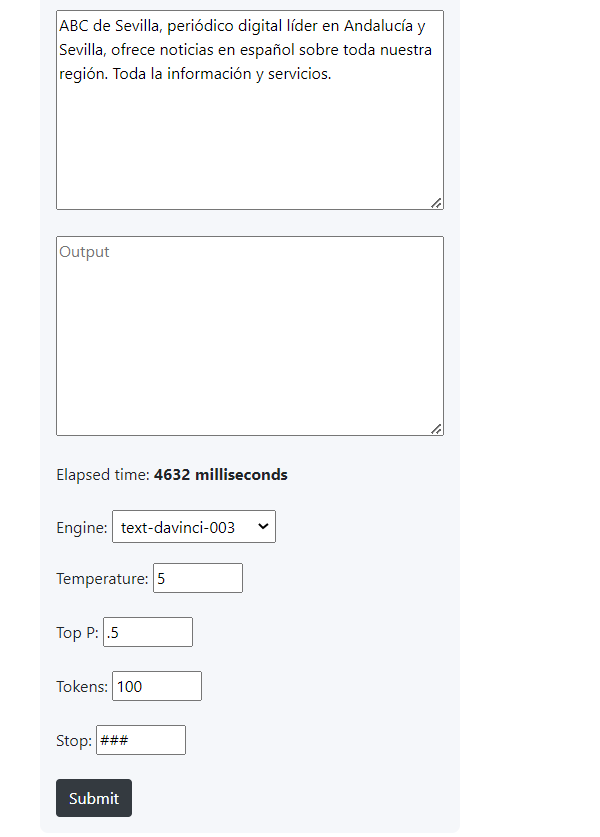 ABC de Sevilla, periódico digital líder en Andalucía y
Sevilla, ofrece noticias en español sobre toda nuestra
región. Toda la información y servicios.
Output
Elapsed time: 4632 milliseconds
Engine: text-davinci-003
Temperature: 5
Top P: .5
Tokens: 100
Stop: ###
Submit